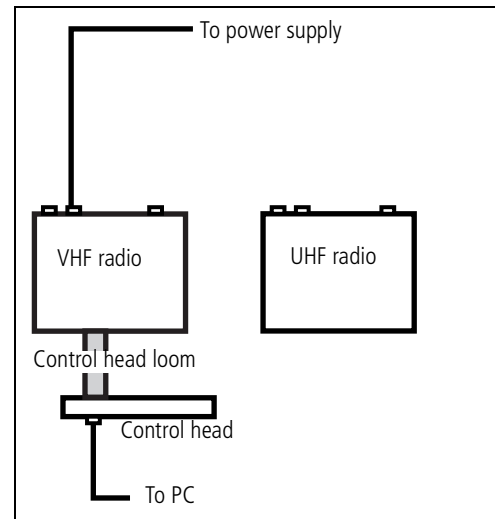 To power supply
VHF radio
UHF radio
Control head loom
Control head
To PC